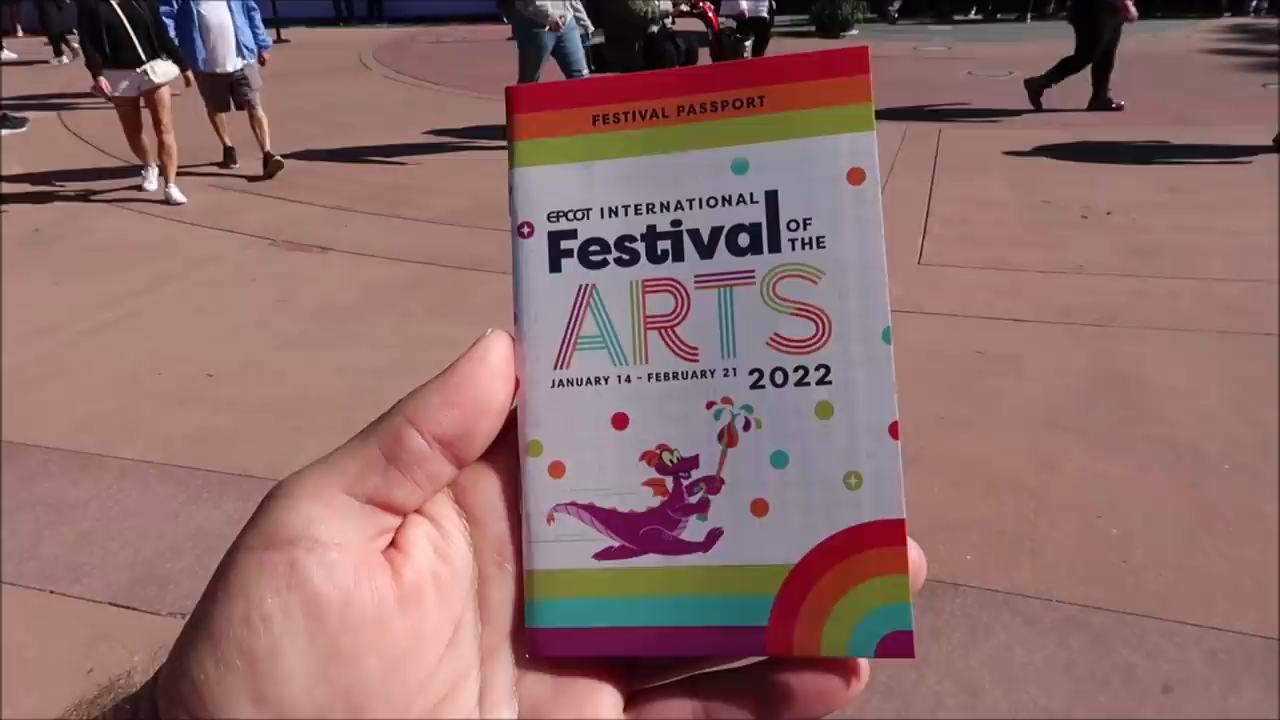 FESTIVAL PASSPORT
EPCOT INTERNATIONAL
Festival OF THE
ARTS
JANUARY 14 - FEBRUARY 21 2022